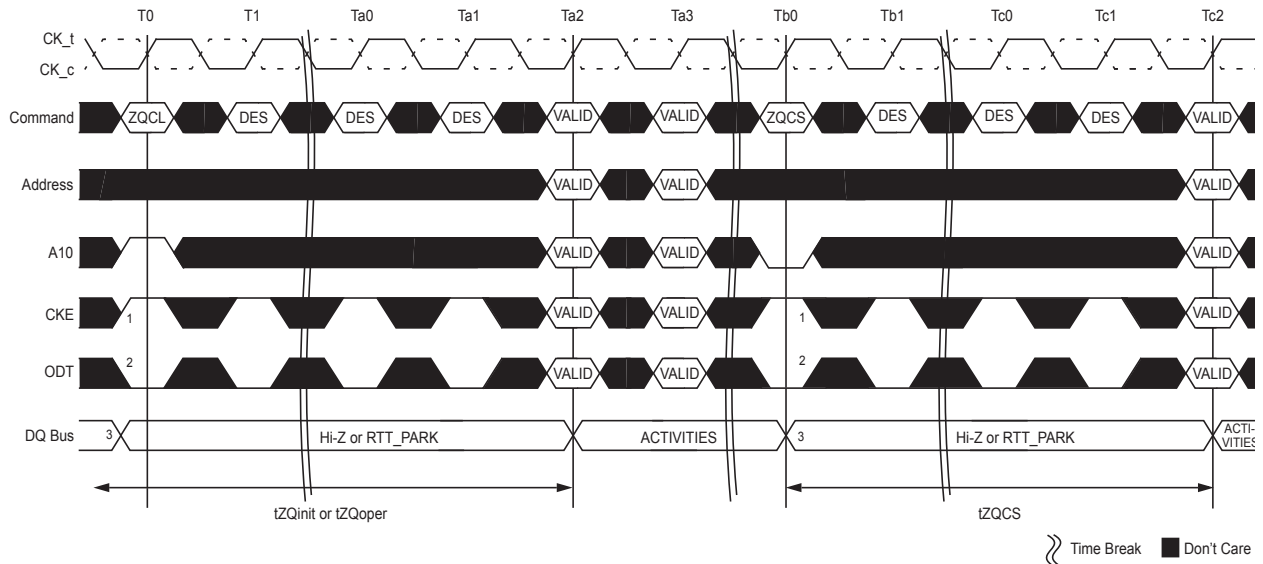 T0 T1 Ta0 Ta1 Ta2 Ta3 Tb0 Tb1 Tc0 Tc1 Tc2
CK_t
CK_c
Command ZQCL DES DES DES VALID VALID ZQCS DES DES DES VALID
Address VALID VALID VALID
A10 VALID VALID VALID
CKE 1 VALID VALID 1 VALID
ODT 2 VALID VALID 2 VALID
DQ Bus 3 Hi-Z or RTT_PARK ACTIVITIES 3 Hi-Z or RTT_PARK ACTI-
VITIES
tZQinit or tZQoper tZQCS
Time Break Don't Care